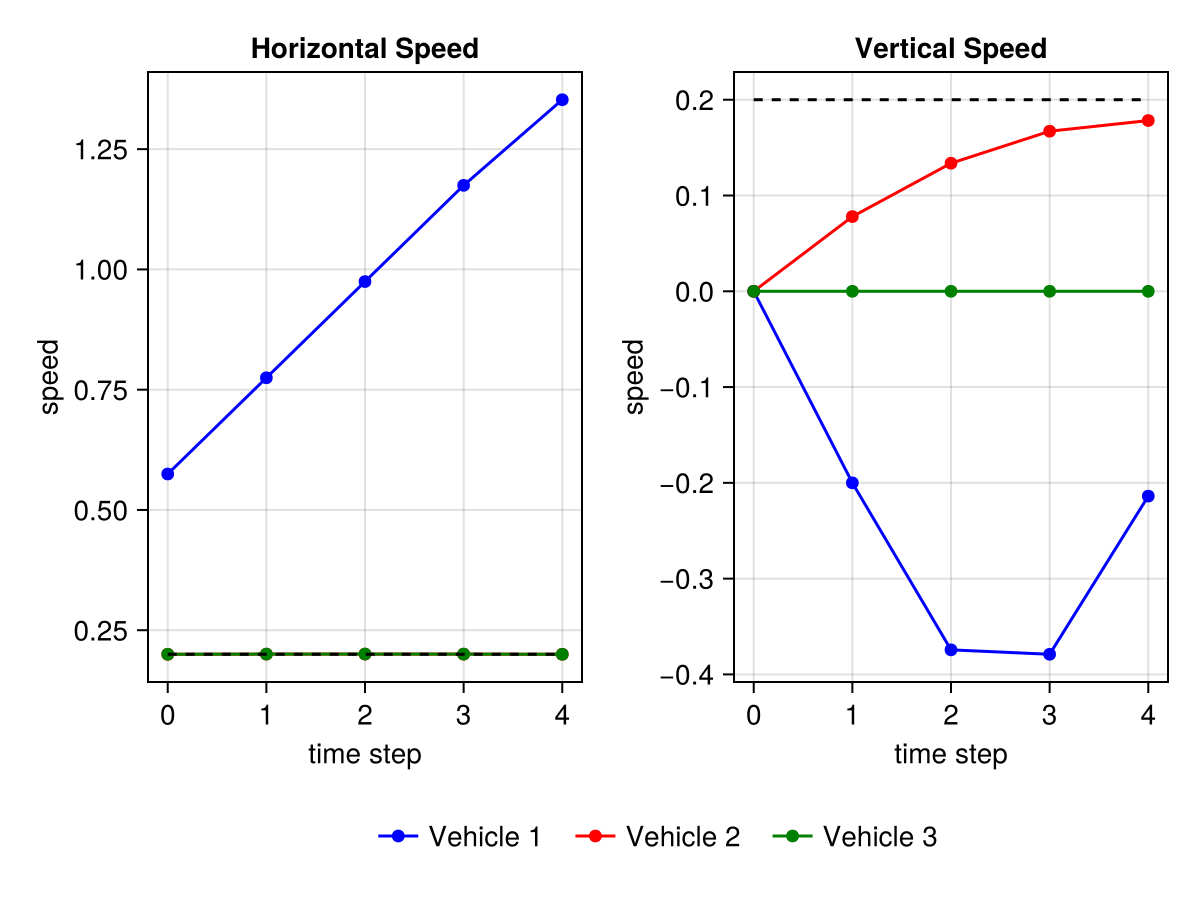 Horizontal Speed
speed
1.25
1.00
0.75
0.50
0.25
0 1 2 3 4
time step
Vertical Speed
speed
0.2
0.1
0.0
−0.1
−0.2
−0.3
−0.4
0 1 2 3 4
time step
Vehicle 1 Vehicle 2 Vehicle 3